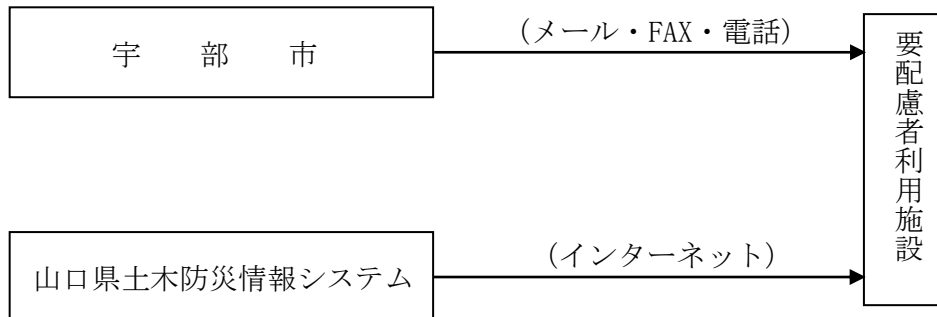 宇　部　市
(メール・FAX・電話)
要配慮者利用施設
山口県土木防災情報システム
(インターネット)